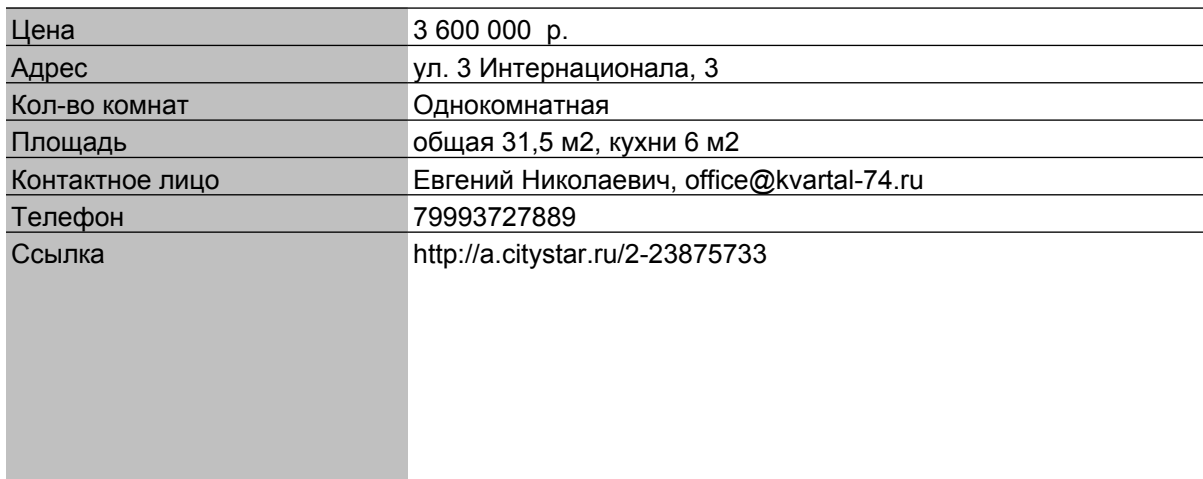 Цена 3 600 000 р.
Адрес ул. 3 Интернационала, 3
Кол-во комнат Однокомнатная
Площадь общая 31,5 м2, кухни 6 м2
Контактное лицо Евгений Николаевич, office@kvartal-74.ru
Телефон 79993727889
Ссылка http://a.citystar.ru/2-23875733